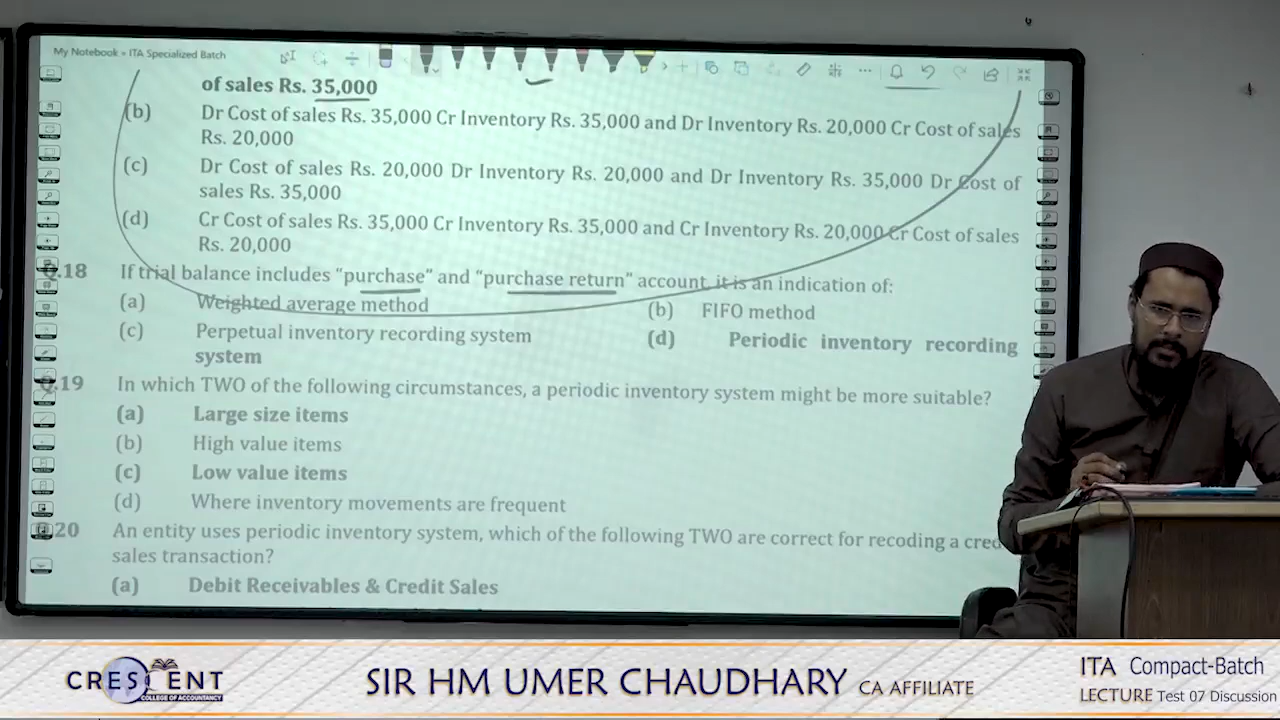 My Notebook » ITA Specialized Batch
of sales Rs. 35,000
(b) Dr Cost of sales Rs. 35,000 Cr Inventory Rs. 35,000 and Dr Inventory Rs. 20,000 Cr Cost of sales
Rs. 20,000
(c) Dr Cost of sales Rs. 20,000 Dr Inventory Rs. 20,000 and Dr Inventory Rs. 35,000 Dr Cost of
sales Rs. 35,000
(d) Cr Cost of sales Rs. 35,000 Cr Inventory Rs. 35,000 and Cr Inventory Rs. 20,000 Cr Cost of sales
Rs. 20,000
Q.18 If trial balance includes “purchase” and “purchase return” account it is an indication of:
(a) Weighted average method (b) FIFO method
(c) Perpetual inventory recording system (d) Periodic inventory recording
system
Q.19 In which TWO of the following circumstances, a periodic inventory system might be more suitable?
(a) Large size items
(b) High value items
(c) Low value items
(d) Where inventory movements are frequent
20 An entity uses periodic inventory system, which of the following TWO are correct for recoding a cred
sales transaction?
(a) Debit Receivables & Credit Sales
CRESCENT
COLLEGE OF ACCOUNTANCY
SIR HM UMER CHAUDHARY CA AFFILIATE
ITA Compact-Batch
LECTURE Test 07 Discussion